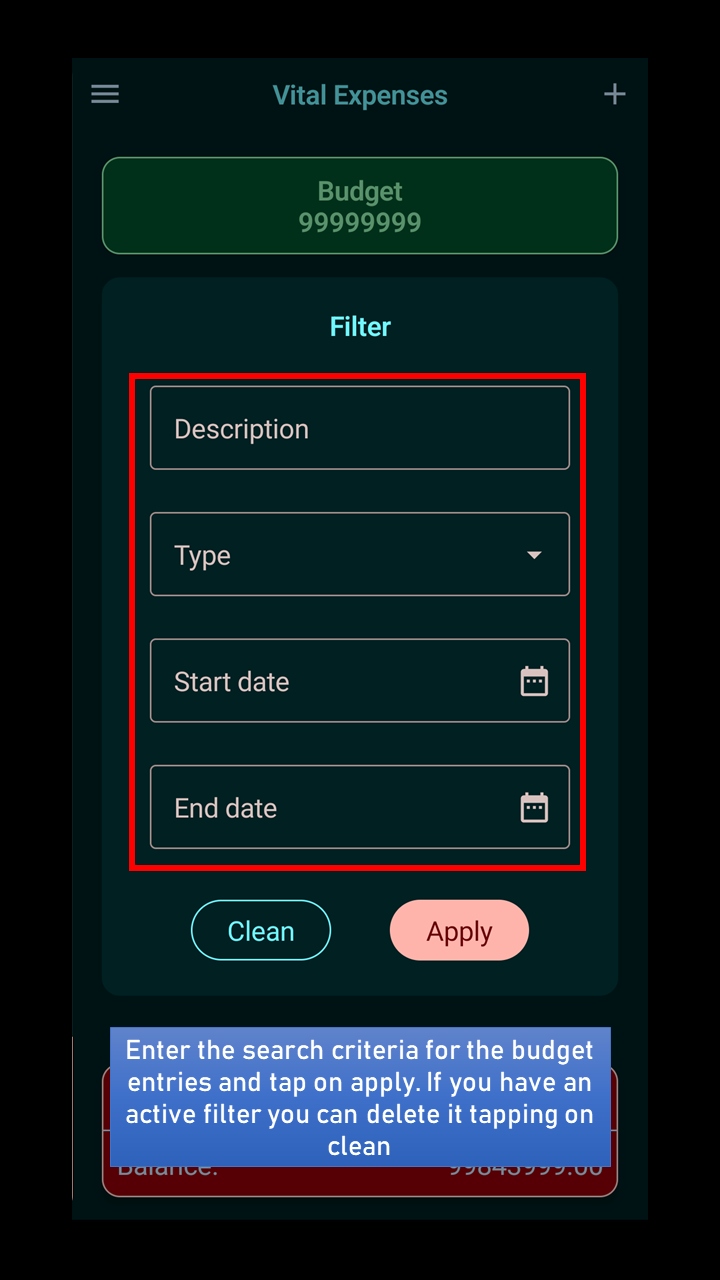 Vital Expenses
Budget
99999999
Filter
Description
Type
Start date
End date
Clean
Apply
Enter the search criteria for the budget
entries and tap on apply. If you have an
active filter you can delete it tapping on
clean
Balance: 99843999.00